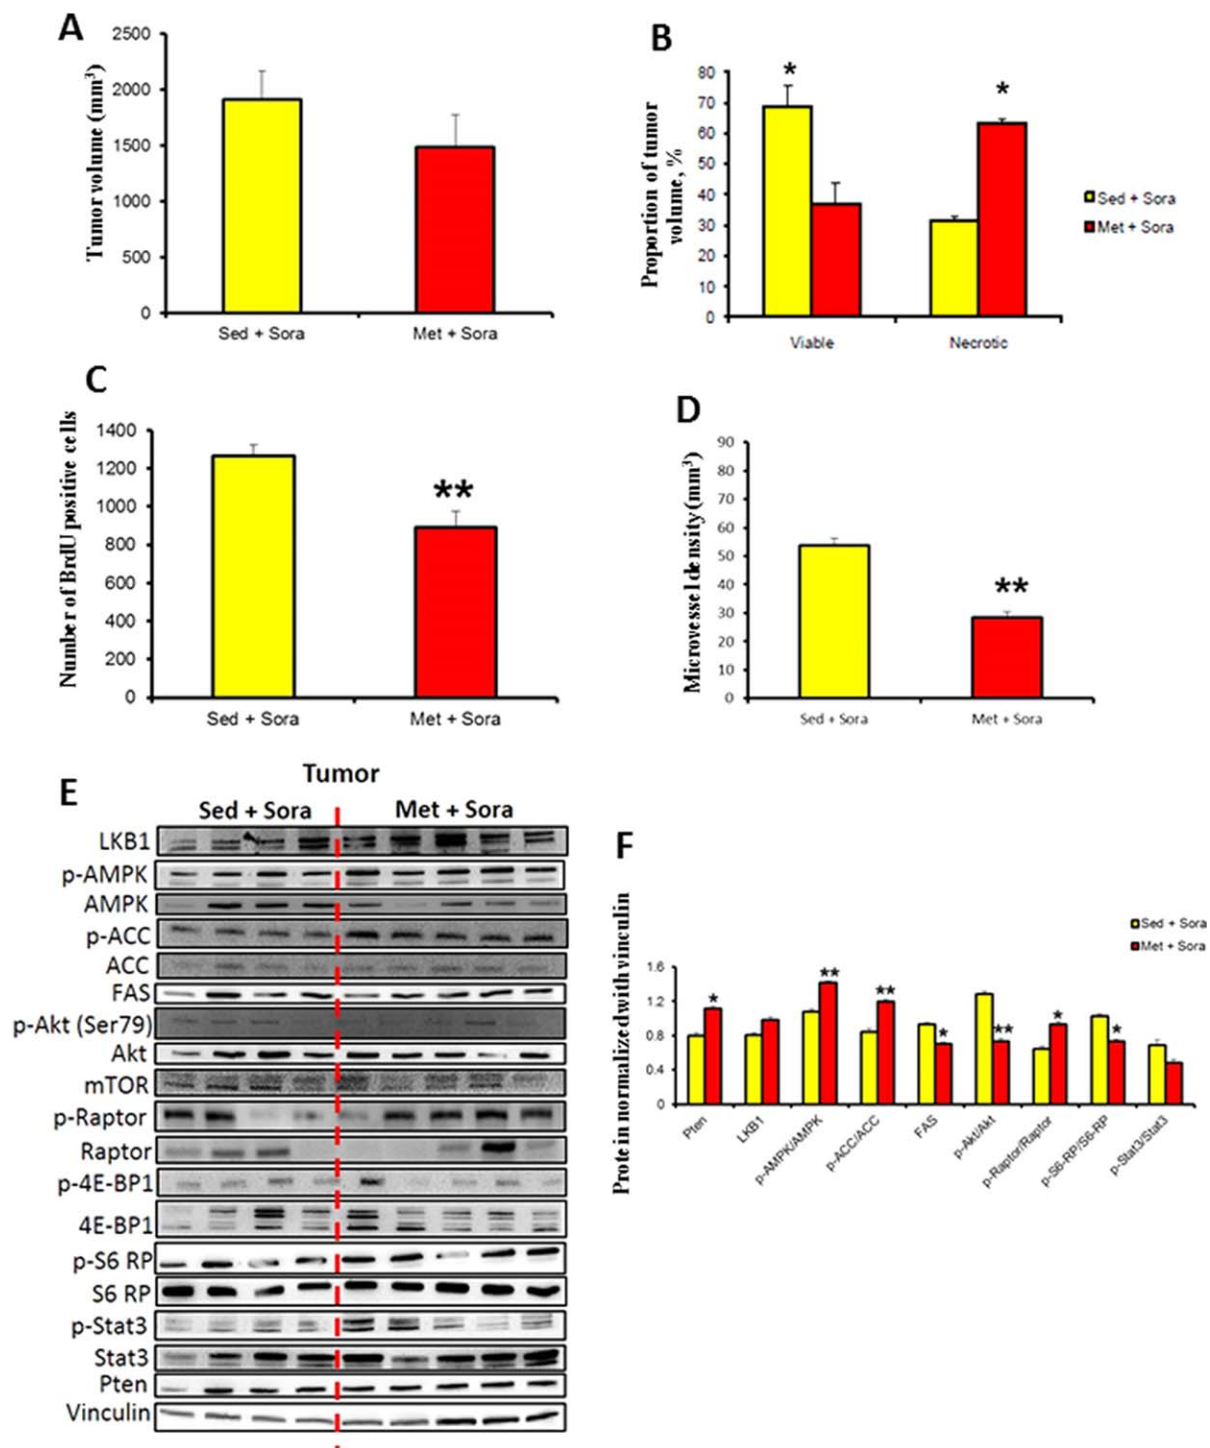 A
Tumor volume (mm³)
2500
2000
1500
1000
500
0
Sed + Sora
Met + Sora
B
Proportion of tumor
volume, %
80
70
60
50
40
30
20
10
0
*
*
Viable
Necrotic
Sed + Sora
Met + Sora
C
Number of BrdU positive cells
1400
1200
1000
800
600
400
200
0
**
Sed + Sora
Met + Sora
D
Microvessel density (mm³)
90
80
70
60
50
40
30
20
10
0
**
Sed + Sora
Met + Sora
E
Tumor
Sed + Sora
Met + Sora
LKB1
p-AMPK
AMPK
p-ACC
ACC
FAS
p-Akt (Ser79)
Akt
mTOR
p-Raptor
Raptor
p-4E-BP1
4E-BP1
p-S6 RP
S6 RP
p-Stat3
Stat3
Pten
Vinculin
F
Protein normalized with vinculin
Sed + Sora
Met + Sora
1.6
1.2
0.8
0.4
0
*
**
**
*
**
*
*
Pten
LKB1
p-AMPK/AMPK
p-ACC/ACC
FAS
p-Akt/Akt
p-Raptor/Raptor
p-S6-RP/S6-RP
p-Stat3/Stat3